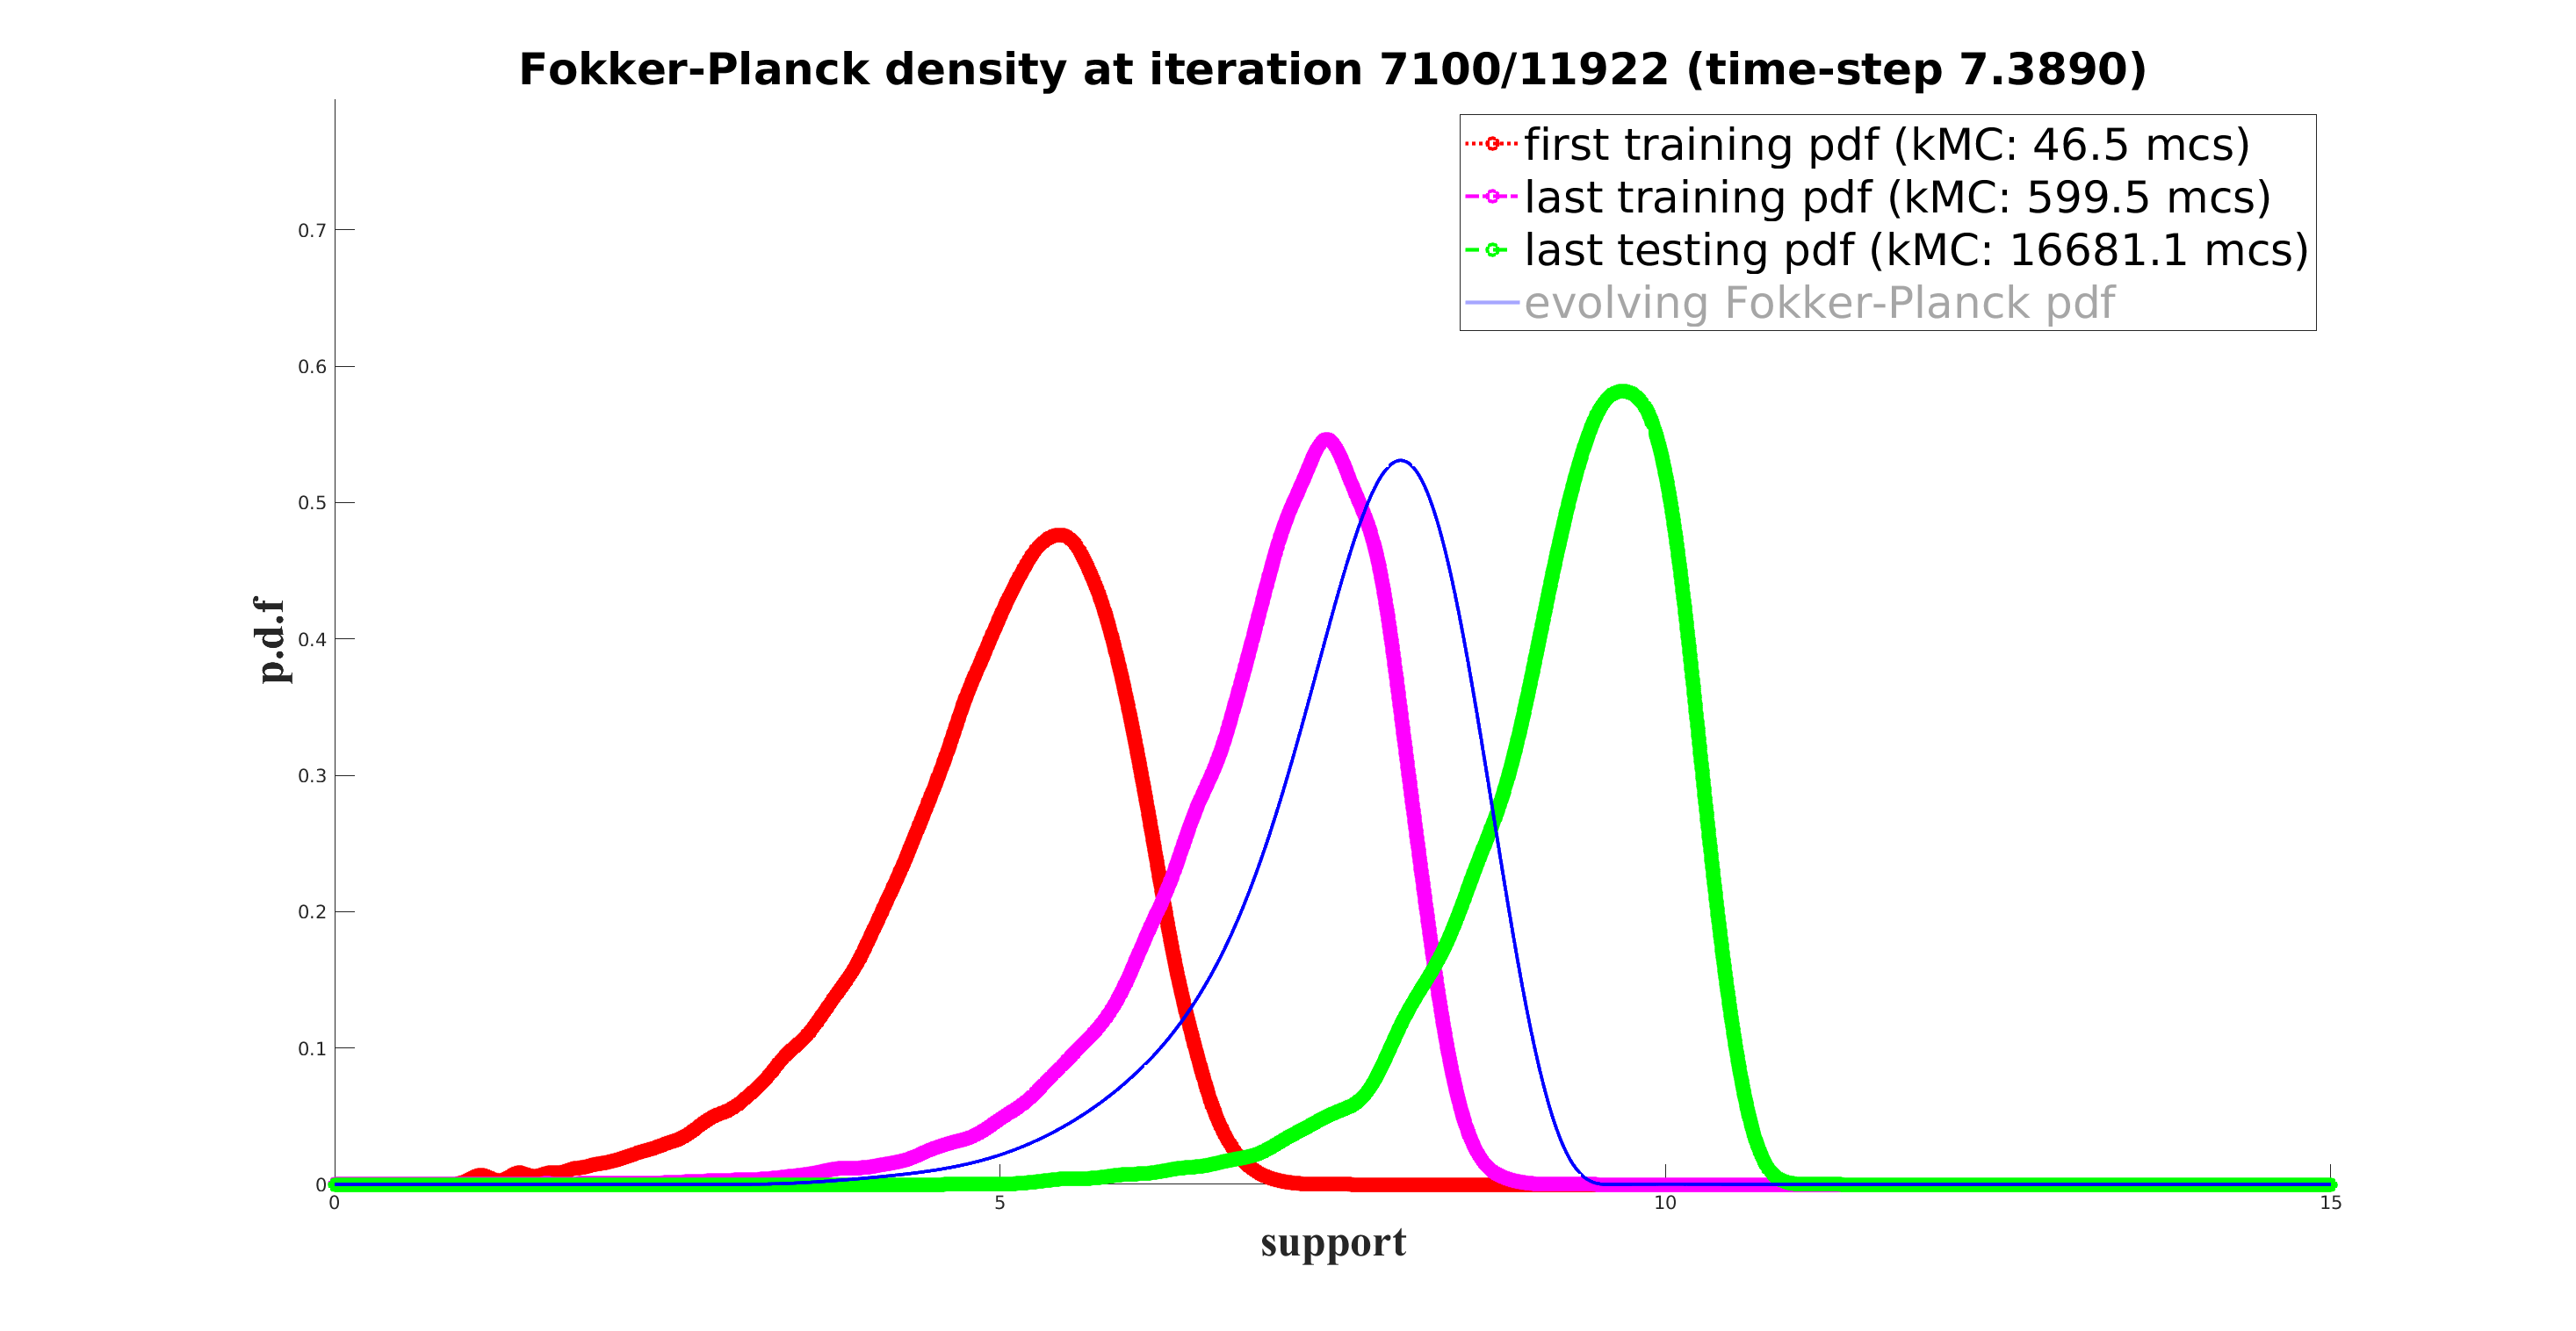 Fokker-Planck density at iteration 7100/11922 (time-step 7.3890)
first training pdf (kMC: 46.5 mcs)
last training pdf (kMC: 599.5 mcs)
last testing pdf (kMC: 16681.1 mcs)
evolving Fokker-Planck pdf
p.d.f
0.7
0.6
0.5
0.4
0.3
0.2
0.1
0
0 5 10 15
support